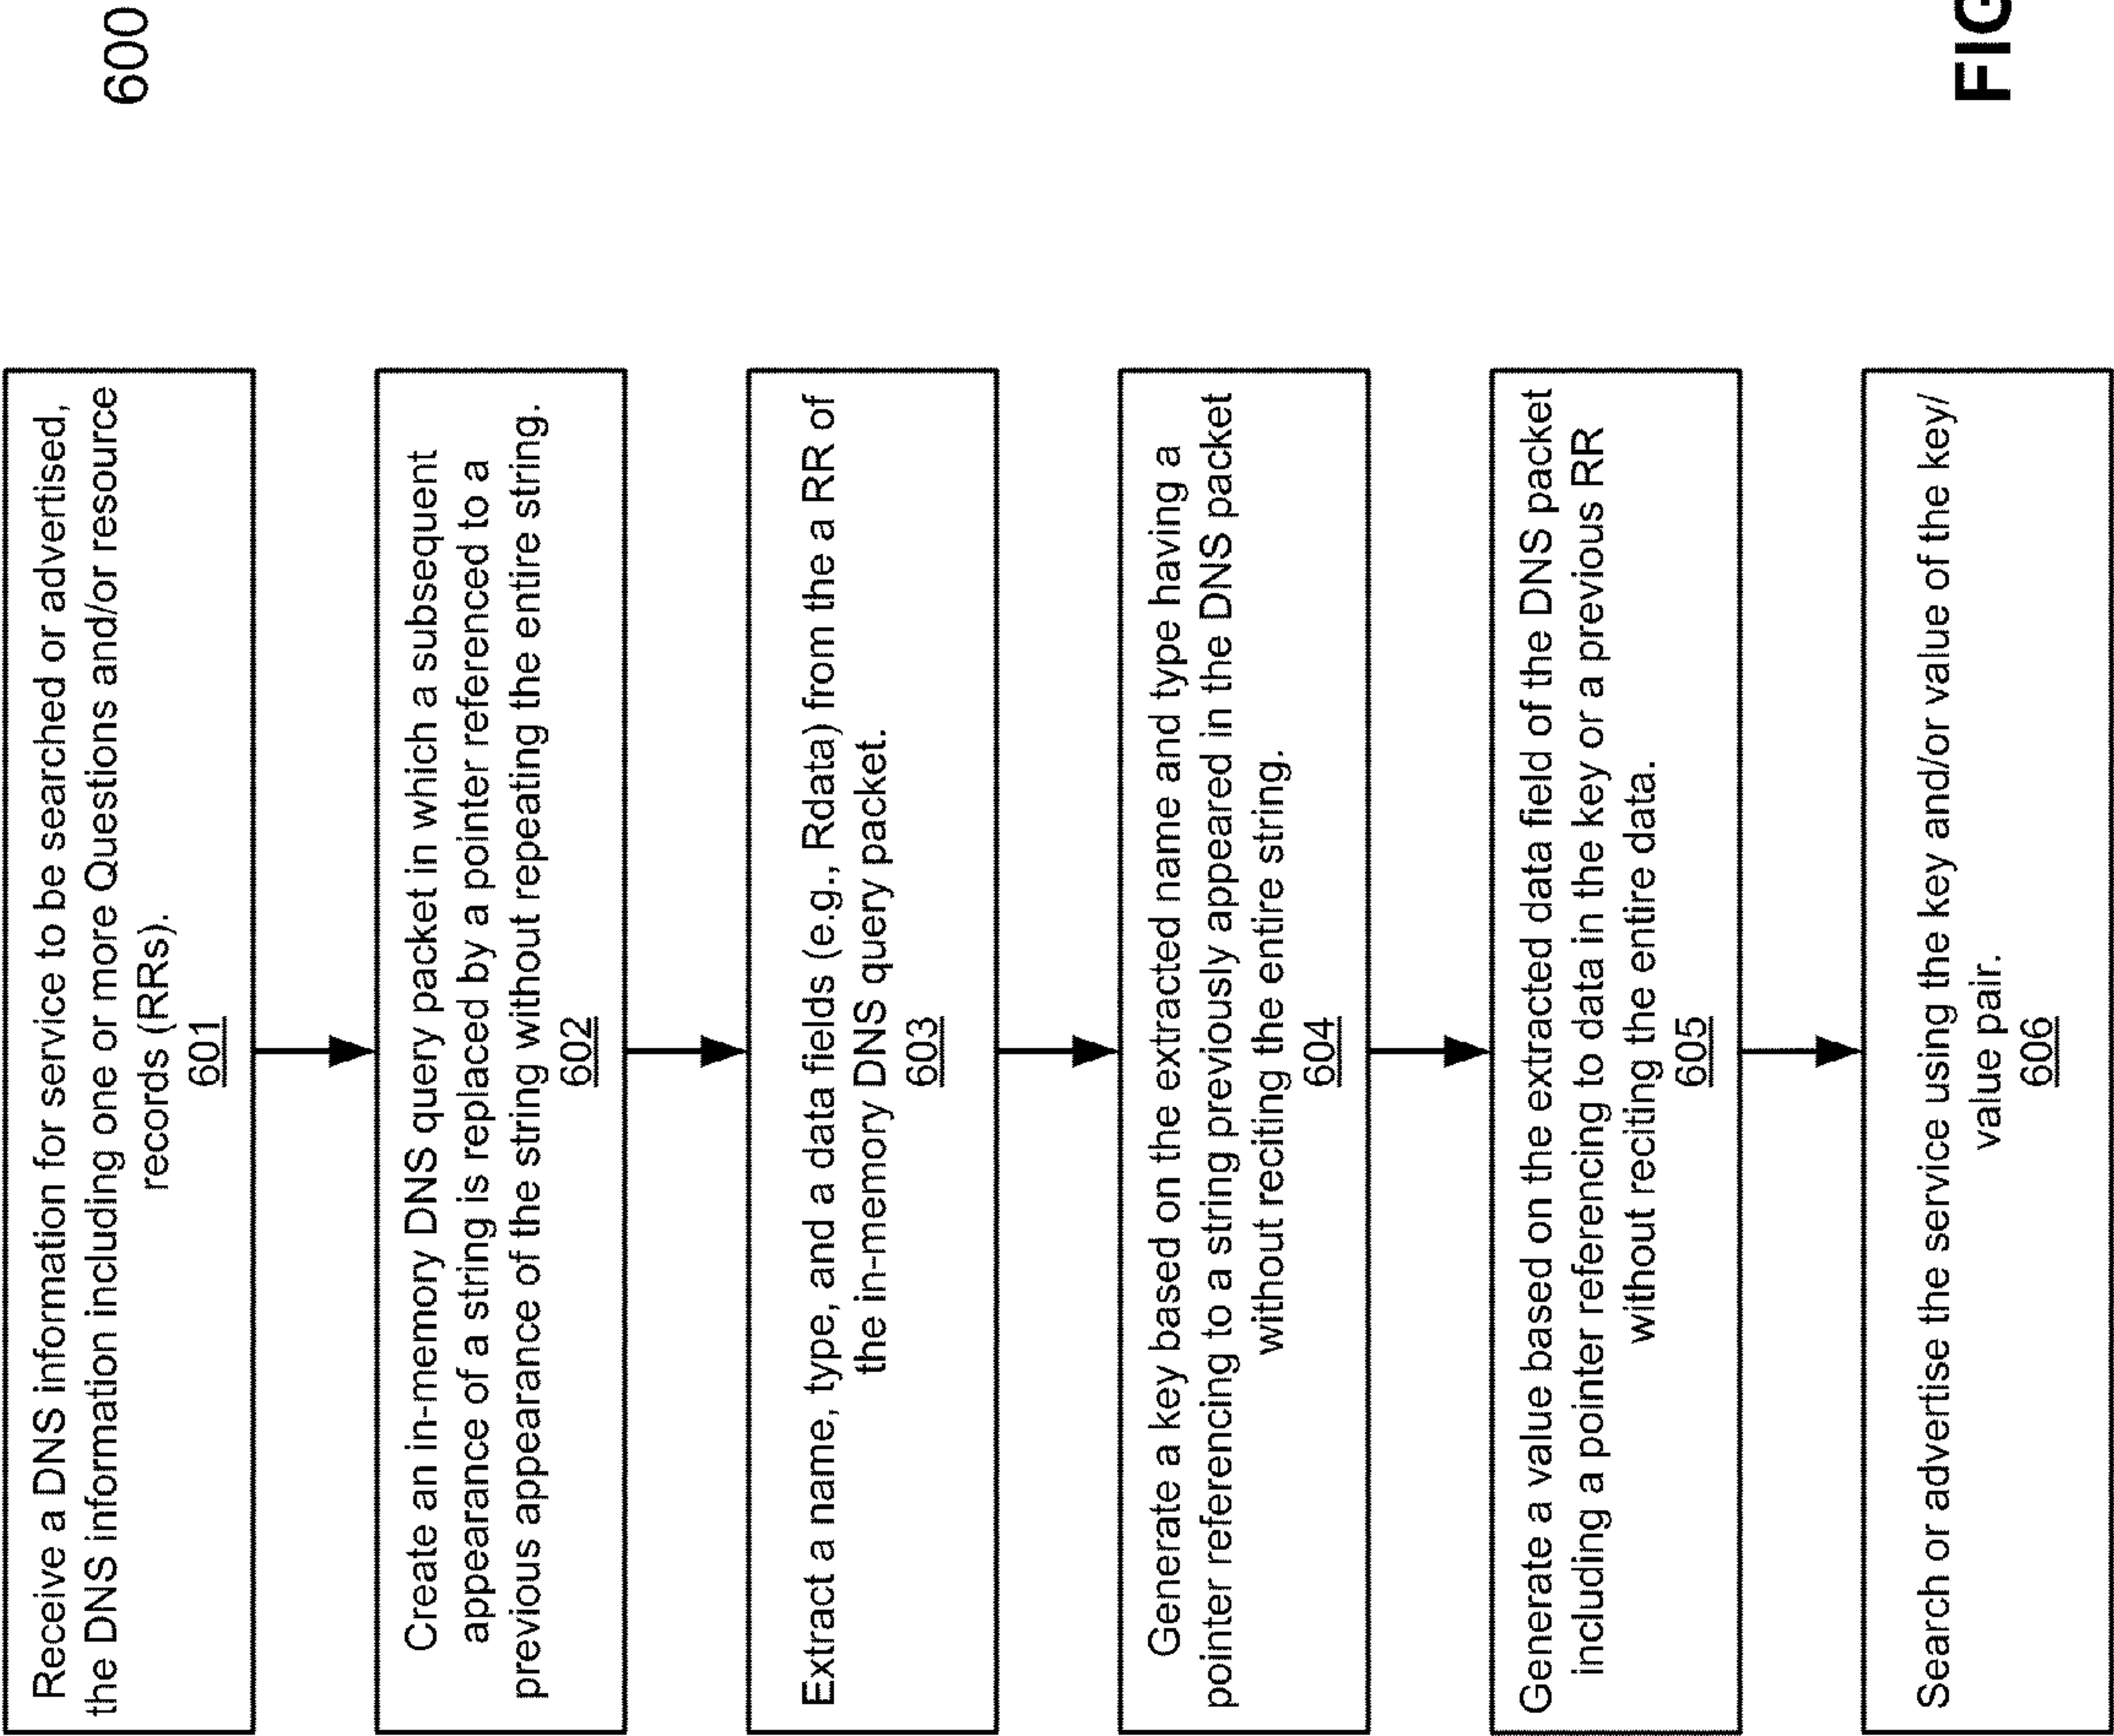 600
Receive a DNS information for service to be searched or advertised,
the DNS information including one or more Questions and/or resource
records (RRs).
601
Create an in-memory DNS query packet in which a subsequent
appearance of a string is replaced by a pointer referenced to a
previous appearance of the string without repeating the entire string.
602
Extract a name, type, and a data fields (e.g., Rdata) from the a RR of
the in-memory DNS query packet.
603
Generate a key based on the extracted name and type having a
pointer referencing to a string previously appeared in the DNS packet
without reciting the entire string.
604
Generate a value based on the extracted data field of the DNS packet
including a pointer referencing to data in the key or a previous RR
without reciting the entire data.
605
Search or advertise the service using the key and/or value of the key/
value pair.
606